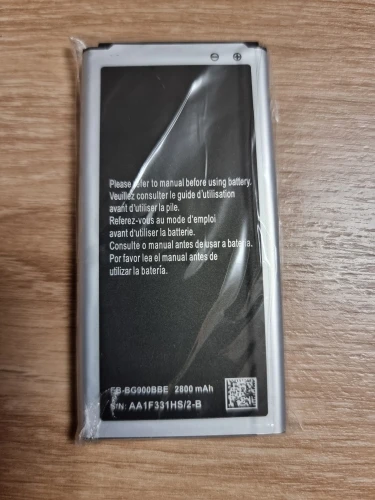 Please refer to manual before using battery.
Veuillez consulter le guide d'utilisation
avant d'utiliser la pile.
Referez-vous au mode d'emploi
avant d'utiliser la batterie.
Consulte o manual antes de usar a bateria.
Por favor lea el manual antes de
utilizar la batería.
EB-BG900BBE 2800 mAh
S/N: AA1F331HS/2-B